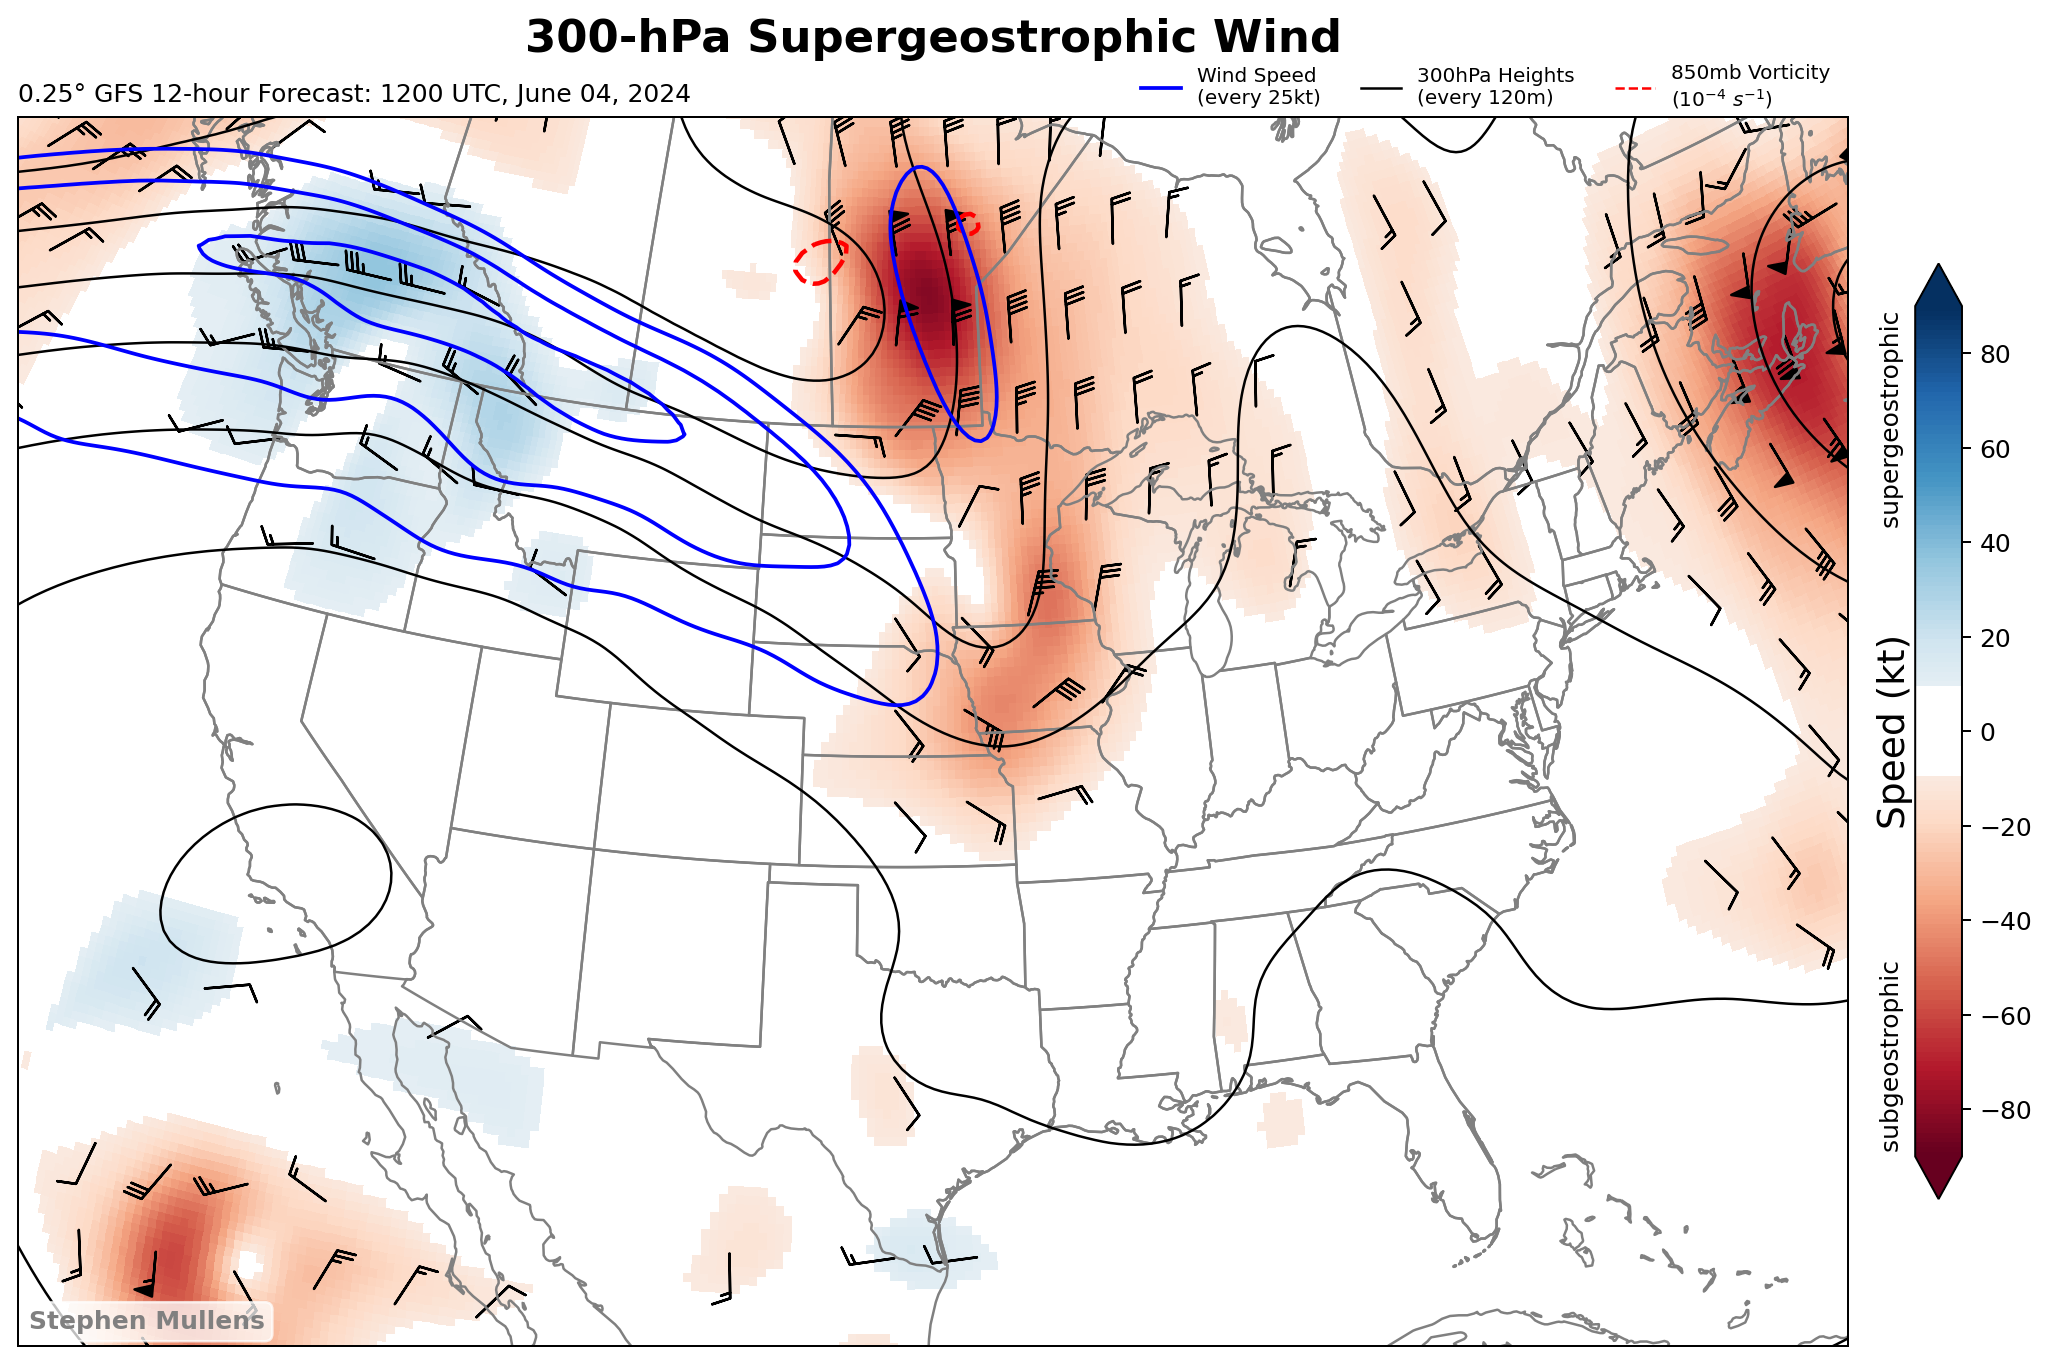 300-hPa Supergeostrophic Wind
0.25° GFS 12-hour Forecast: 1200 UTC, June 04, 2024
Wind Speed
(every 25kt)
300hPa Heights
(every 120m)
850mb Vorticity
(10⁻⁴ s⁻¹)
supergeostrophic
Speed (kt)
subgeostrophic
80
60
40
20
0
−20
−40
−60
−80
Stephen Mullens